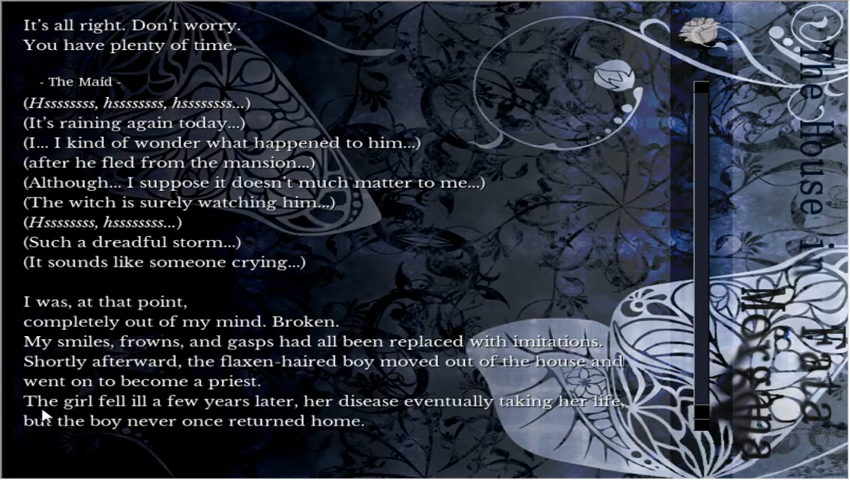 It's all right. Don't worry.
You have plenty of time.
- The Maid -
(Hssssssss, hsssssssss, hsssssssss...)
(It's raining again today...)
(I... I kind of wonder what happened to him...)
(after he fled from the mansion...)
(Although... I suppose it doesn't much matter to me...)
(The witch is surely watching him...)
(Hssssssss, hsssssssss...)
(Such a dreadful storm...)
(It sounds like someone crying...)
I was, at that point,
completely out of my mind. Broken.
My smiles, frowns, and gasps had all been replaced with imitations.
Shortly afterward, the flaxen-haired boy moved out of the house and
went on to become a priest.
The girl fell ill a few years later, her disease eventually taking her life,
but the boy never once returned home.
The House in
Fata
Morgana